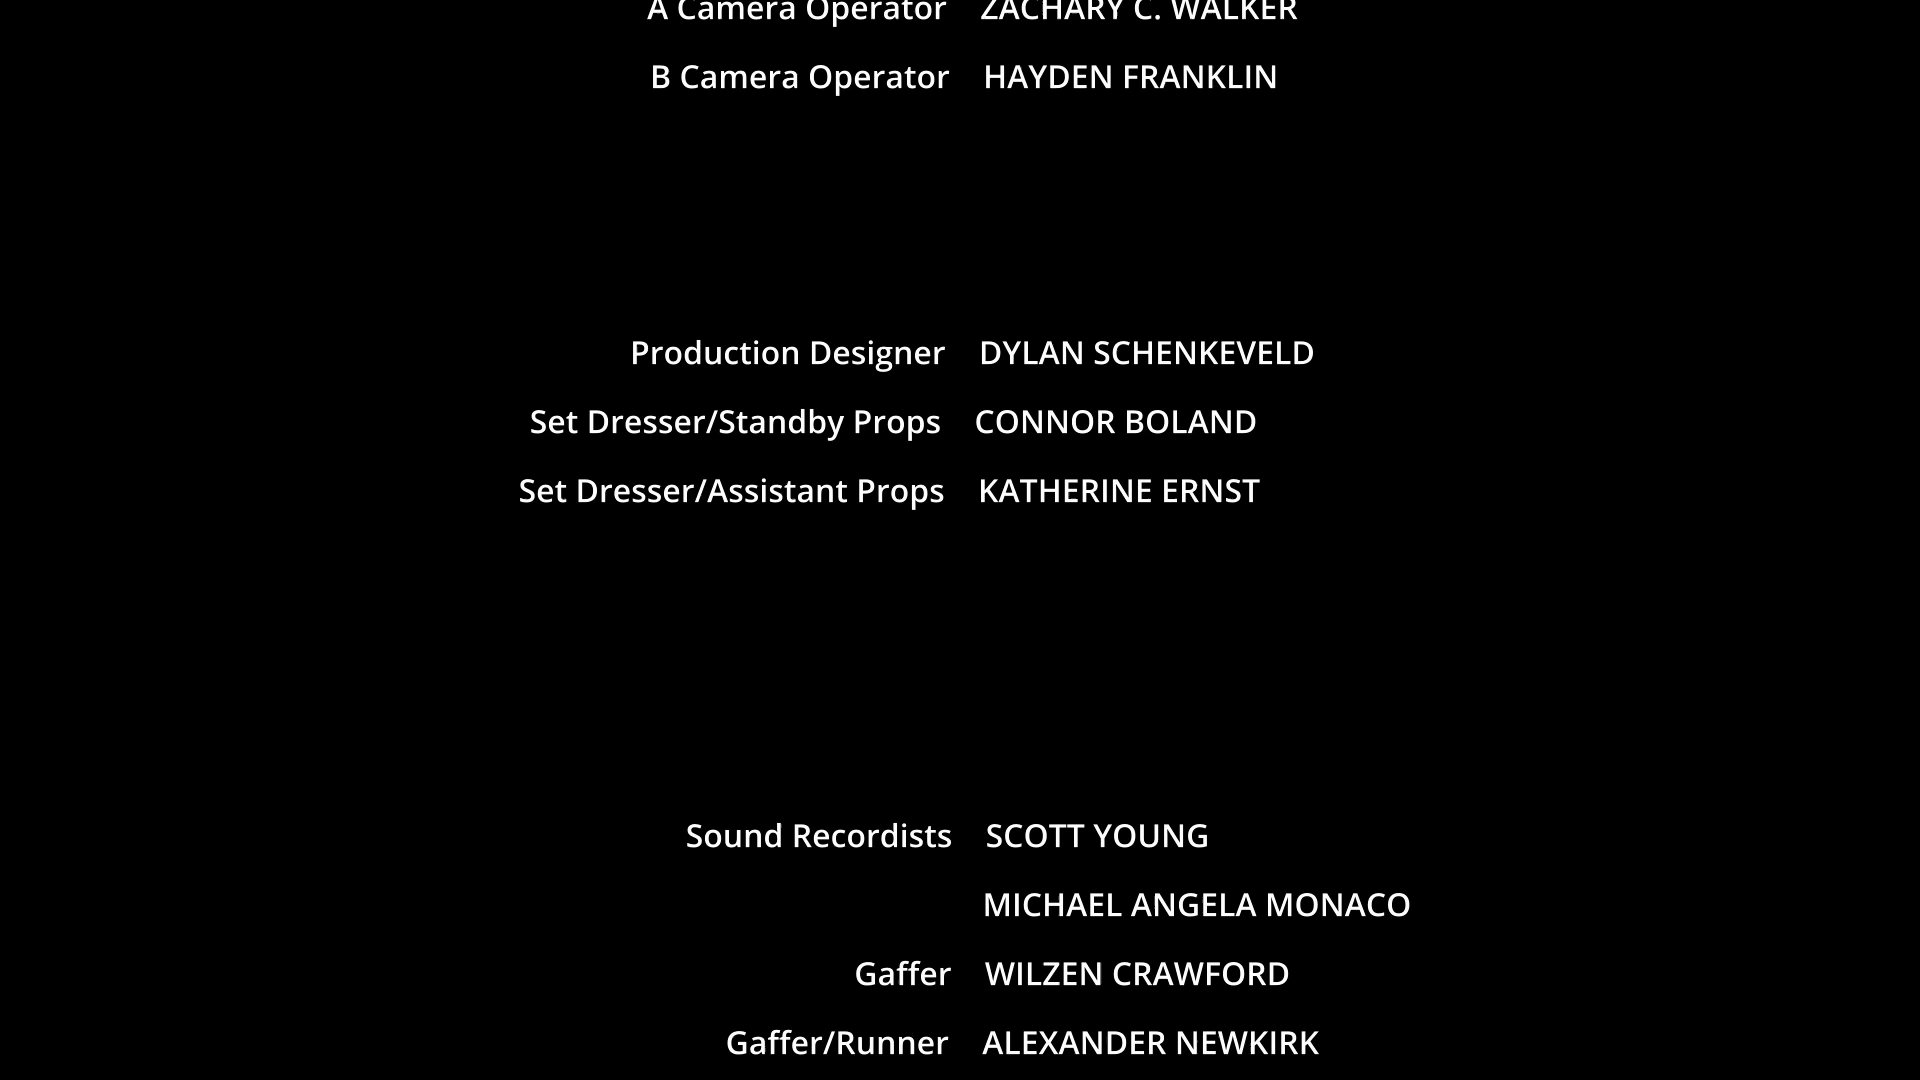 A Camera Operator ZACHARY C. WALKER
B Camera Operator HAYDEN FRANKLIN
Production Designer DYLAN SCHENKEVELD
Set Dresser/Standby Props CONNOR BOLAND
Set Dresser/Assistant Props KATHERINE ERNST
Sound Recordists SCOTT YOUNG
MICHAEL ANGELA MONACO
Gaffer WILZEN CRAWFORD
Gaffer/Runner ALEXANDER NEWKIRK